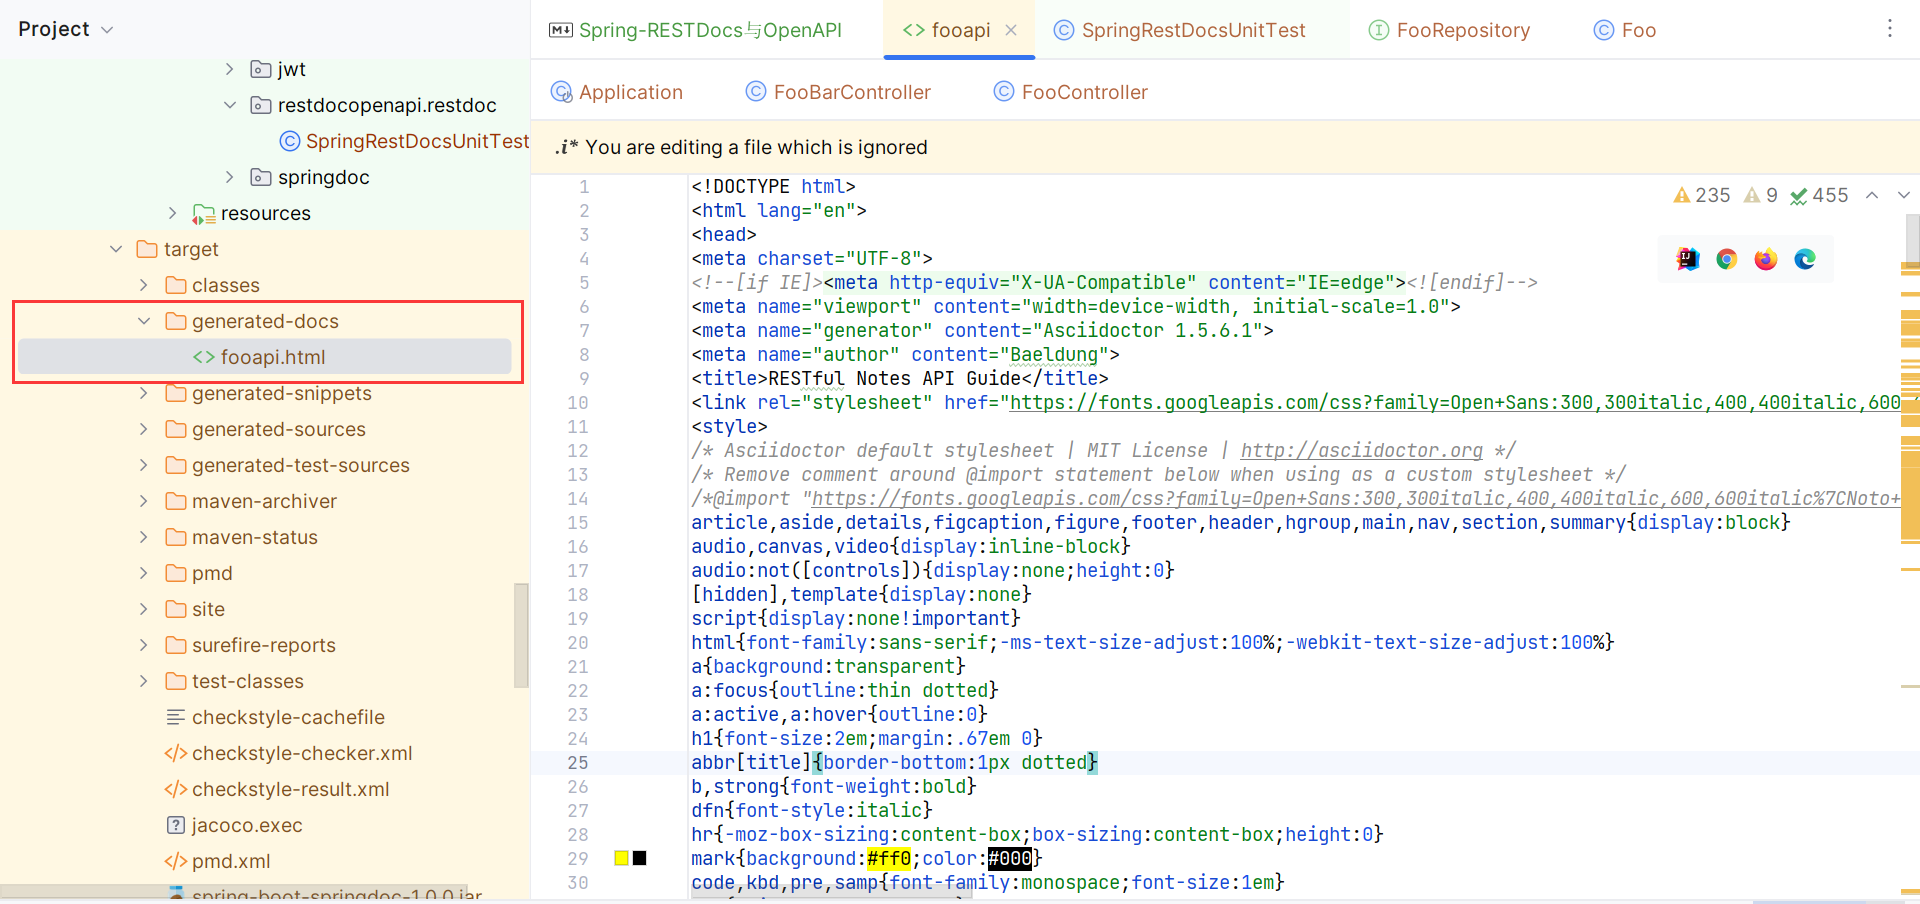 Project
jwt
restdocopenapi.restdoc
SpringRestDocsUnitTest
springdoc
resources
target
classes
generated-docs
fooapi.html
generated-snippets
generated-sources
generated-test-sources
maven-archiver
maven-status
pmd
site
surefire-reports
test-classes
checkstyle-cachefile
checkstyle-checker.xml
checkstyle-result.xml
jacoco.exec
pmd.xml
spring-boot-springdoc-1.0.0.jar
Spring-RESTDocs与OpenAPI
fooapi
SpringRestDocsUnitTest
FooRepository
Foo
Application
FooBarController
FooController
.i* You are editing a file which is ignored
235 9 455
1 <!DOCTYPE html>
2 <html lang="en">
3 <head>
4 <meta charset="UTF-8">
5 <!--[if IE]><meta http-equiv="X-UA-Compatible" content="IE=edge"><![endif]-->
6 <meta name="viewport" content="width=device-width, initial-scale=1.0">
7 <meta name="generator" content="Asciidoctor 1.5.6.1">
8 <meta name="author" content="Baeldung">
9 <title>RESTful Notes API Guide</title>
10 <link rel="stylesheet" href="https://fonts.googleapis.com/css?family=Open+Sans:300,300italic,400,400italic,600
11 <style>
12 /* Asciidoctor default stylesheet | MIT License | http://asciidoctor.org */
13 /* Remove comment around @import statement below when using as a custom stylesheet */
14 /*@import "https://fonts.googleapis.com/css?family=Open+Sans:300,300italic,400,400italic,600,600italic%7CNoto+
15 article,aside,details,figcaption,figure,footer,header,hgroup,main,nav,section,summary{display:block}
16 audio,canvas,video{display:inline-block}
17 audio:not([controls]){display:none;height:0}
18 [hidden],template{display:none}
19 script{display:none!important}
20 html{font-family:sans-serif;-ms-text-size-adjust:100%;-webkit-text-size-adjust:100%}
21 a{background:transparent}
22 a:focus{outline:thin dotted}
23 a:active,a:hover{outline:0}
24 h1{font-size:2em;margin:.67em 0}
25 abbr[title]{border-bottom:1px dotted}
26 b,strong{font-weight:bold}
27 dfn{font-style:italic}
28 hr{-moz-box-sizing:content-box;box-sizing:content-box;height:0}
29 mark{background:#ff0;color:#000}
30 code,kbd,pre,samp{font-family:monospace;font-size:1em}